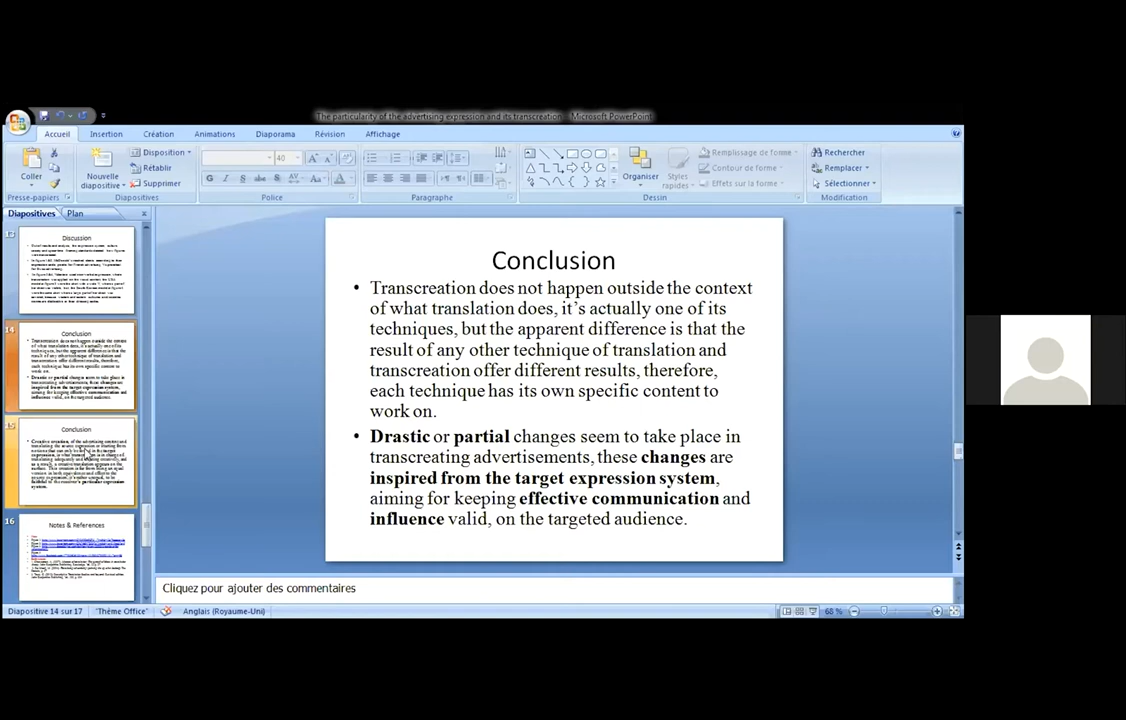 The particularity of the advertising expression and its transcreation - Microsoft PowerPoint
Accueil Insertion Création Animations Diaporama Révision Affichage
Coller
Presse-papiers
Nouvelle diapositive
Disposition
Rétablir
Supprimer
Diapositives
40
Police
Paragraphe
Organiser
Styles rapides
Remplissage de forme
Contour de forme
Effets sur la forme
Dessin
Rechercher
Remplacer
Sélectionner
Modification
Diapositives Plan
13
Discussion
14
Conclusion
15
Conclusion
16
Notes & References
Conclusion
• Transcreation does not happen outside the context
of what translation does, it's actually one of its
techniques, but the apparent difference is that the
result of any other technique of translation and
transcreation offer different results, therefore,
each technique has its own specific content to
work on.
• Drastic or partial changes seem to take place in
transcreating advertisements, these changes are
inspired from the target expression system,
aiming for keeping effective communication and
influence valid, on the targeted audience.
Cliquez pour ajouter des commentaires
Diapositive 14 sur 17 "Thème Office" Anglais (Royaume-Uni) 68 %